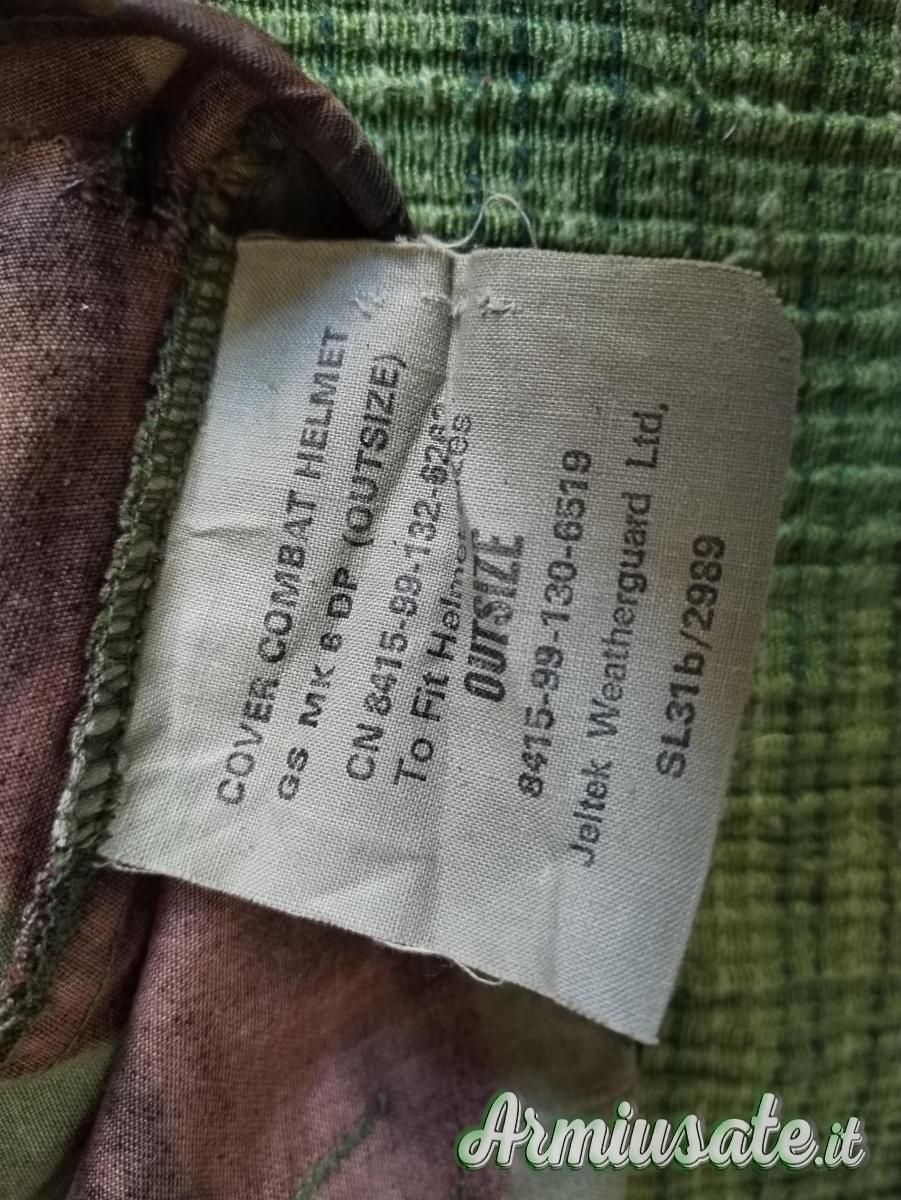 COVER COMBAT HELMET
GS MK 6 DP (OUTSIZE)
CN 8415-99-132-
To Fit
OUTSIZE
8415-99-130-6519
Jeltek Weatherguard Ltd.
SL31b/2989
Armiusate.it